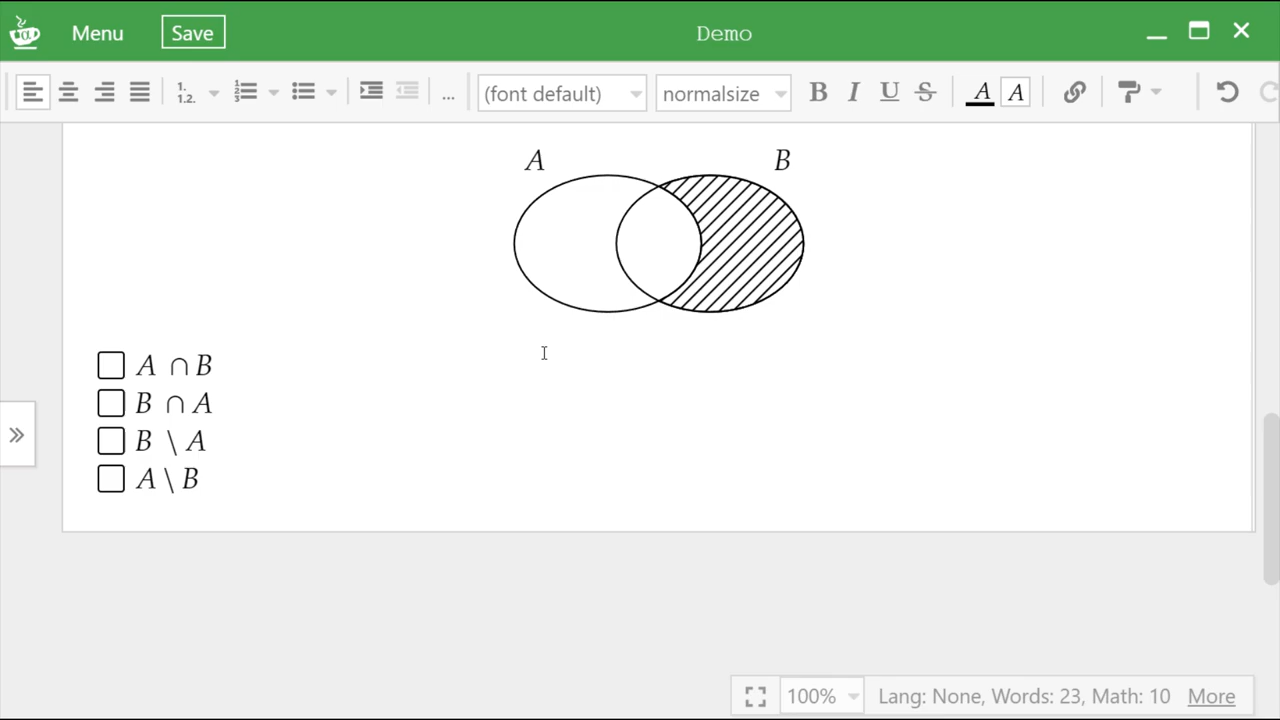 Menu Save Demo
... (font default) normalsize B I U S A A
A B
A ∩ B
B ∩ A
B \ A
A \ B
100% Lang: None, Words: 23, Math: 10 More